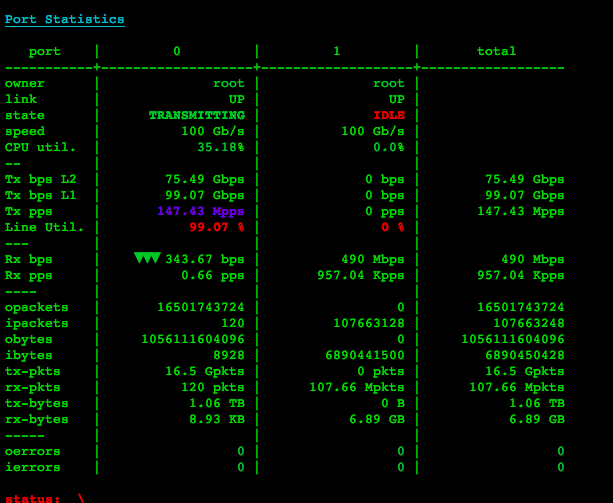 Port Statistics
port | 0 | 1 | total
-----------+-------------------+-------------------+------------------
owner | root | root |
link | UP | UP |
state | TRANSMITTING | IDLE |
speed | 100 Gb/s | 100 Gb/s |
CPU util. | 35.18% | 0.0% |
-- | | |
Tx bps L2 | 75.49 Gbps | 0 bps | 75.49 Gbps
Tx bps L1 | 99.07 Gbps | 0 bps | 99.07 Gbps
Tx pps | 147.43 Mpps | 0 pps | 147.43 Mpps
Line Util. | 99.07 % | 0 % |
--- | | |
Rx bps | ▼▼▼ 343.67 bps | 490 Mbps | 490 Mbps
Rx pps | 0.66 pps | 957.04 Kpps | 957.04 Kpps
---- | | |
opackets | 16501743724 | 0 | 16501743724
ipackets | 120 | 107663128 | 107663248
obytes | 1056111604096 | 0 | 1056111604096
ibytes | 8928 | 6890441500 | 6890450428
tx-pkts | 16.5 Gpkts | 0 pkts | 16.5 Gpkts
rx-pkts | 120 pkts | 107.66 Mpkts | 107.66 Mpkts
tx-bytes | 1.06 TB | 0 B | 1.06 TB
rx-bytes | 8.93 KB | 6.89 GB | 6.89 GB
----- | | |
oerrors | 0 | 0 | 0
ierrors | 0 | 0 | 0
status: \